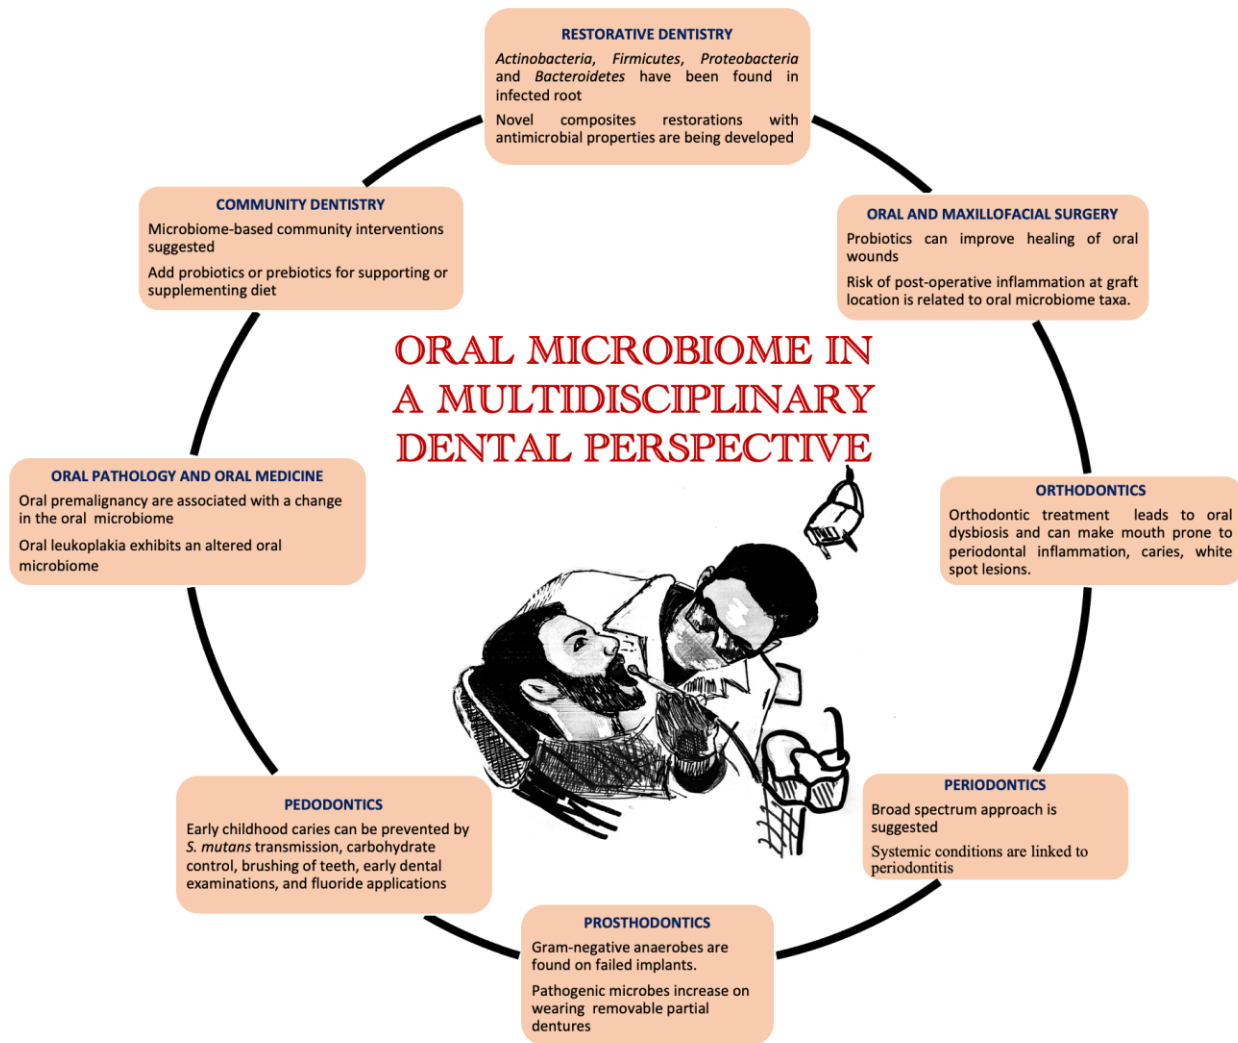 RESTORATIVE DENTISTRY
Actinobacteria, Firmicutes, Proteobacteria
and Bacteroidetes have been found in
infected root
Novel composites restorations with
antimicrobial properties are being developed
COMMUNITY DENTISTRY
Microbiome-based community interventions
suggested
Add probiotics or prebiotics for supporting or
supplementing diet
ORAL AND MAXILLOFACIAL SURGERY
Probiotics can improve healing of oral
wounds
Risk of post-operative inflammation at graft
location is related to oral microbiome taxa.
ORAL MICROBIOME IN
A MULTIDISCIPLINARY
DENTAL PERSPECTIVE
ORAL PATHOLOGY AND ORAL MEDICINE
Oral premalignancy are associated with a change
in the oral microbiome
Oral leukoplakia exhibits an altered oral
microbiome
ORTHODONTICS
Orthodontic treatment leads to oral
dysbiosis and can make mouth prone to
periodontal inflammation, caries, white
spot lesions.
PEDODONTICS
Early childhood caries can be prevented by
S. mutans transmission, carbohydrate
control, brushing of teeth, early dental
examinations, and fluoride applications
PERIODONTICS
Broad spectrum approach is
suggested
Systemic conditions are linked to
periodontitis
PROSTHODONTICS
Gram-negative anaerobes are
found on failed implants.
Pathogenic microbes increase on
wearing removable partial
dentures